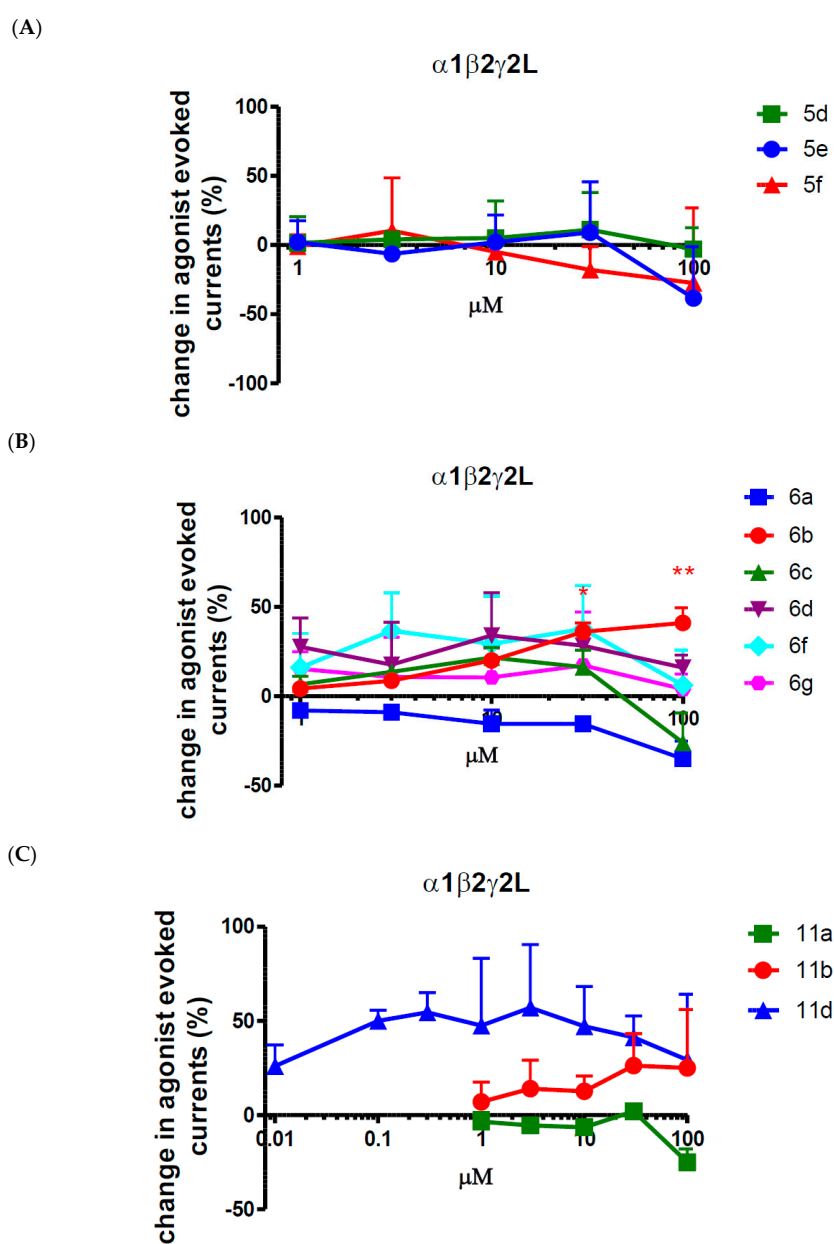 (A)
α1β2γ2L
change in agonist evoked
currents (%)
100
50
0
-50
-100
1
10
100
μM
5d
5e
5f
(B)
α1β2γ2L
change in agonist evoked
currents (%)
100
50
0
-50
10
100
μM
*
**
6a
6b
6c
6d
6f
6g
(C)
α1β2γ2L
change in agonist evoked
currents (%)
100
50
0
-50
0.01
0.1
1
10
100
μM
11a
11b
11d